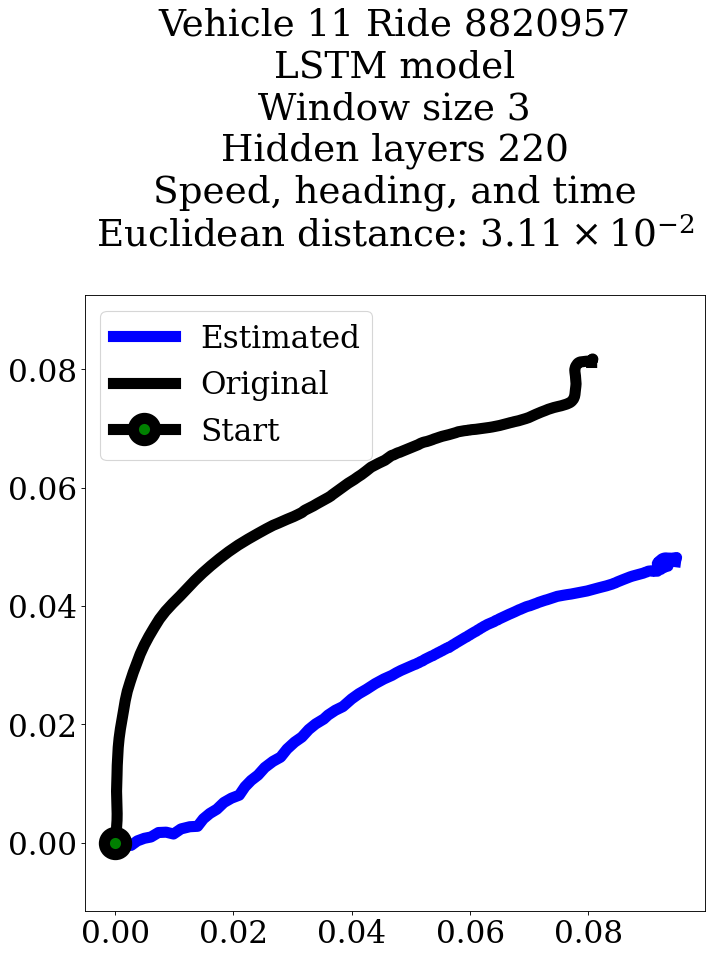 Vehicle 11 Ride 8820957
LSTM model
Window size 3
Hidden layers 220
Speed, heading, and time
Euclidean distance: 3.11 × 10⁻²
Estimated
Original
Start
0.08
0.06
0.04
0.02
0.00
0.00 0.02 0.04 0.06 0.08